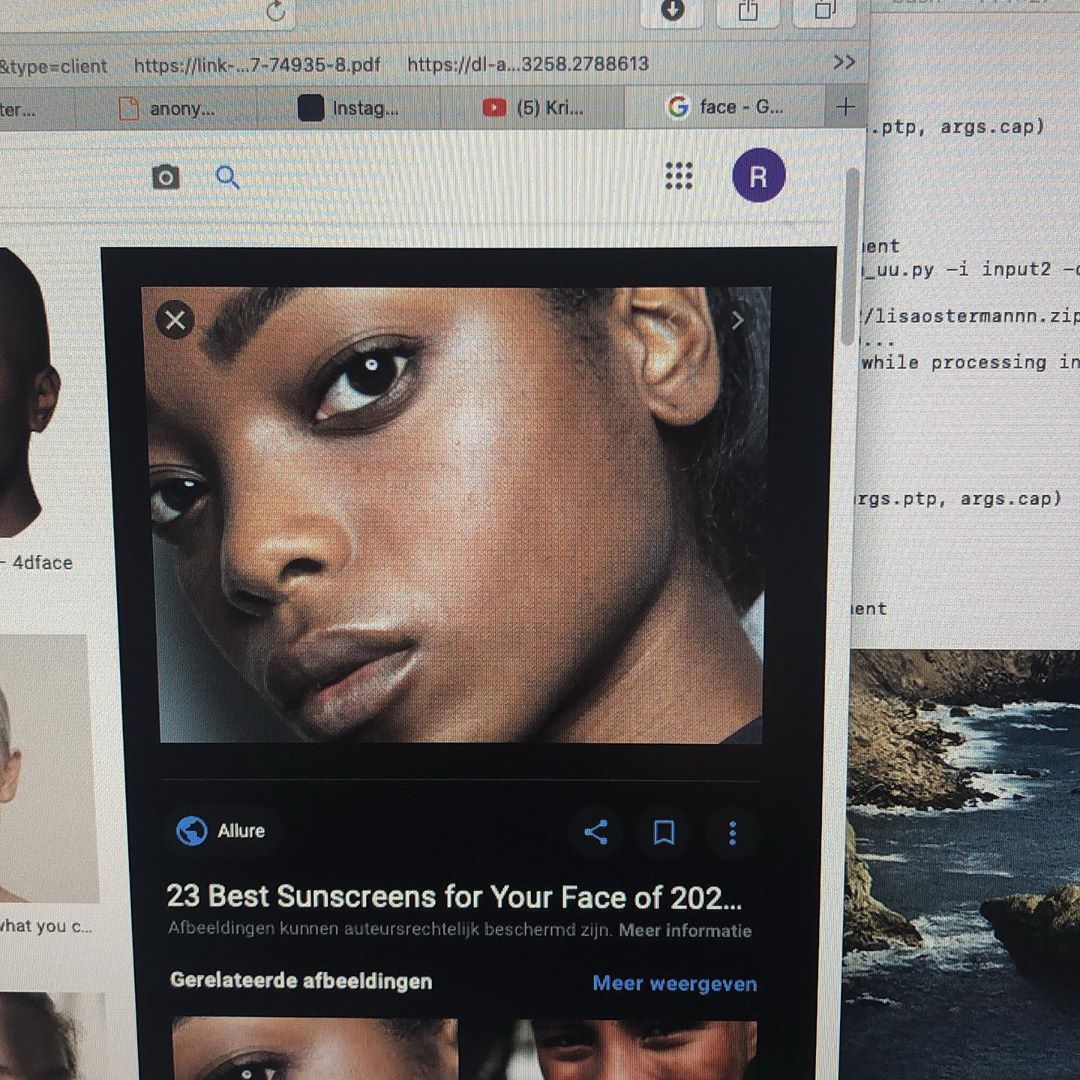 &type=client https://link-...7-74935-8.pdf https://dl-a...3258.2788613
ter... anony... Instag... (5) Kri... face - G...
.ptp, args.cap)
R
ent
_uu.py -i input2
/lisaostermannn.zip
...
while processing in
rgs.ptp, args.cap)
- 4dface
ent
Allure
23 Best Sunscreens for Your Face of 202...
what you c...
Afbeeldingen kunnen auteursrechtelijk beschermd zijn. Meer informatie
Gerelateerde afbeeldingen Meer weergeven